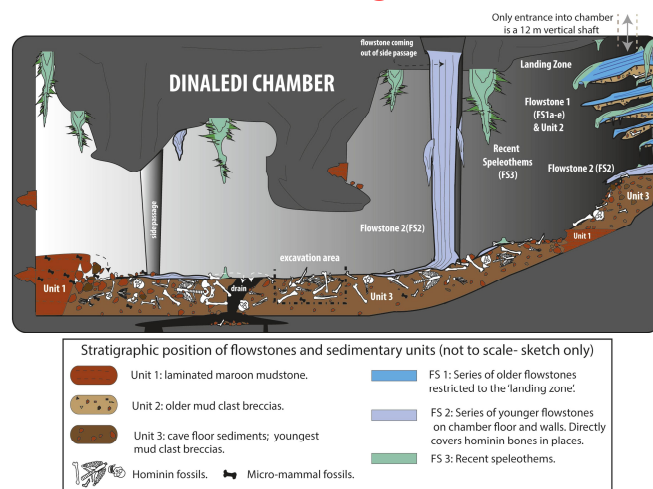 Only entrance into chamber
is a 12 m vertical shaft
flowstone coming
out of side passage
Landing Zone
DINALEDI CHAMBER
Flowstone 1
(FS1a-e)
& Unit 2
Recent
Speleothems
(FS3)
Flowstone 2 (FS2)
Unit 3
sidepassage
Flowstone 2(FS2)
Unit 1
excavation area
Unit 1
drain
Unit 3
Stratigraphic position of flowstones and sedimentary units (not to scale- sketch only)
Unit 1: laminated maroon mudstone.
Unit 2: older mud clast breccias.
Unit 3: cave floor sediments; youngest
mud clast breccias.
Hominin fossils.
Micro-mammal fossils.
FS 1: Series of older flowstones
restricted to the 'landing zone'.
FS 2: Series of younger flowstones
on chamber floor and walls. Directly
covers hominin bones in places.
FS 3: Recent speleothems.